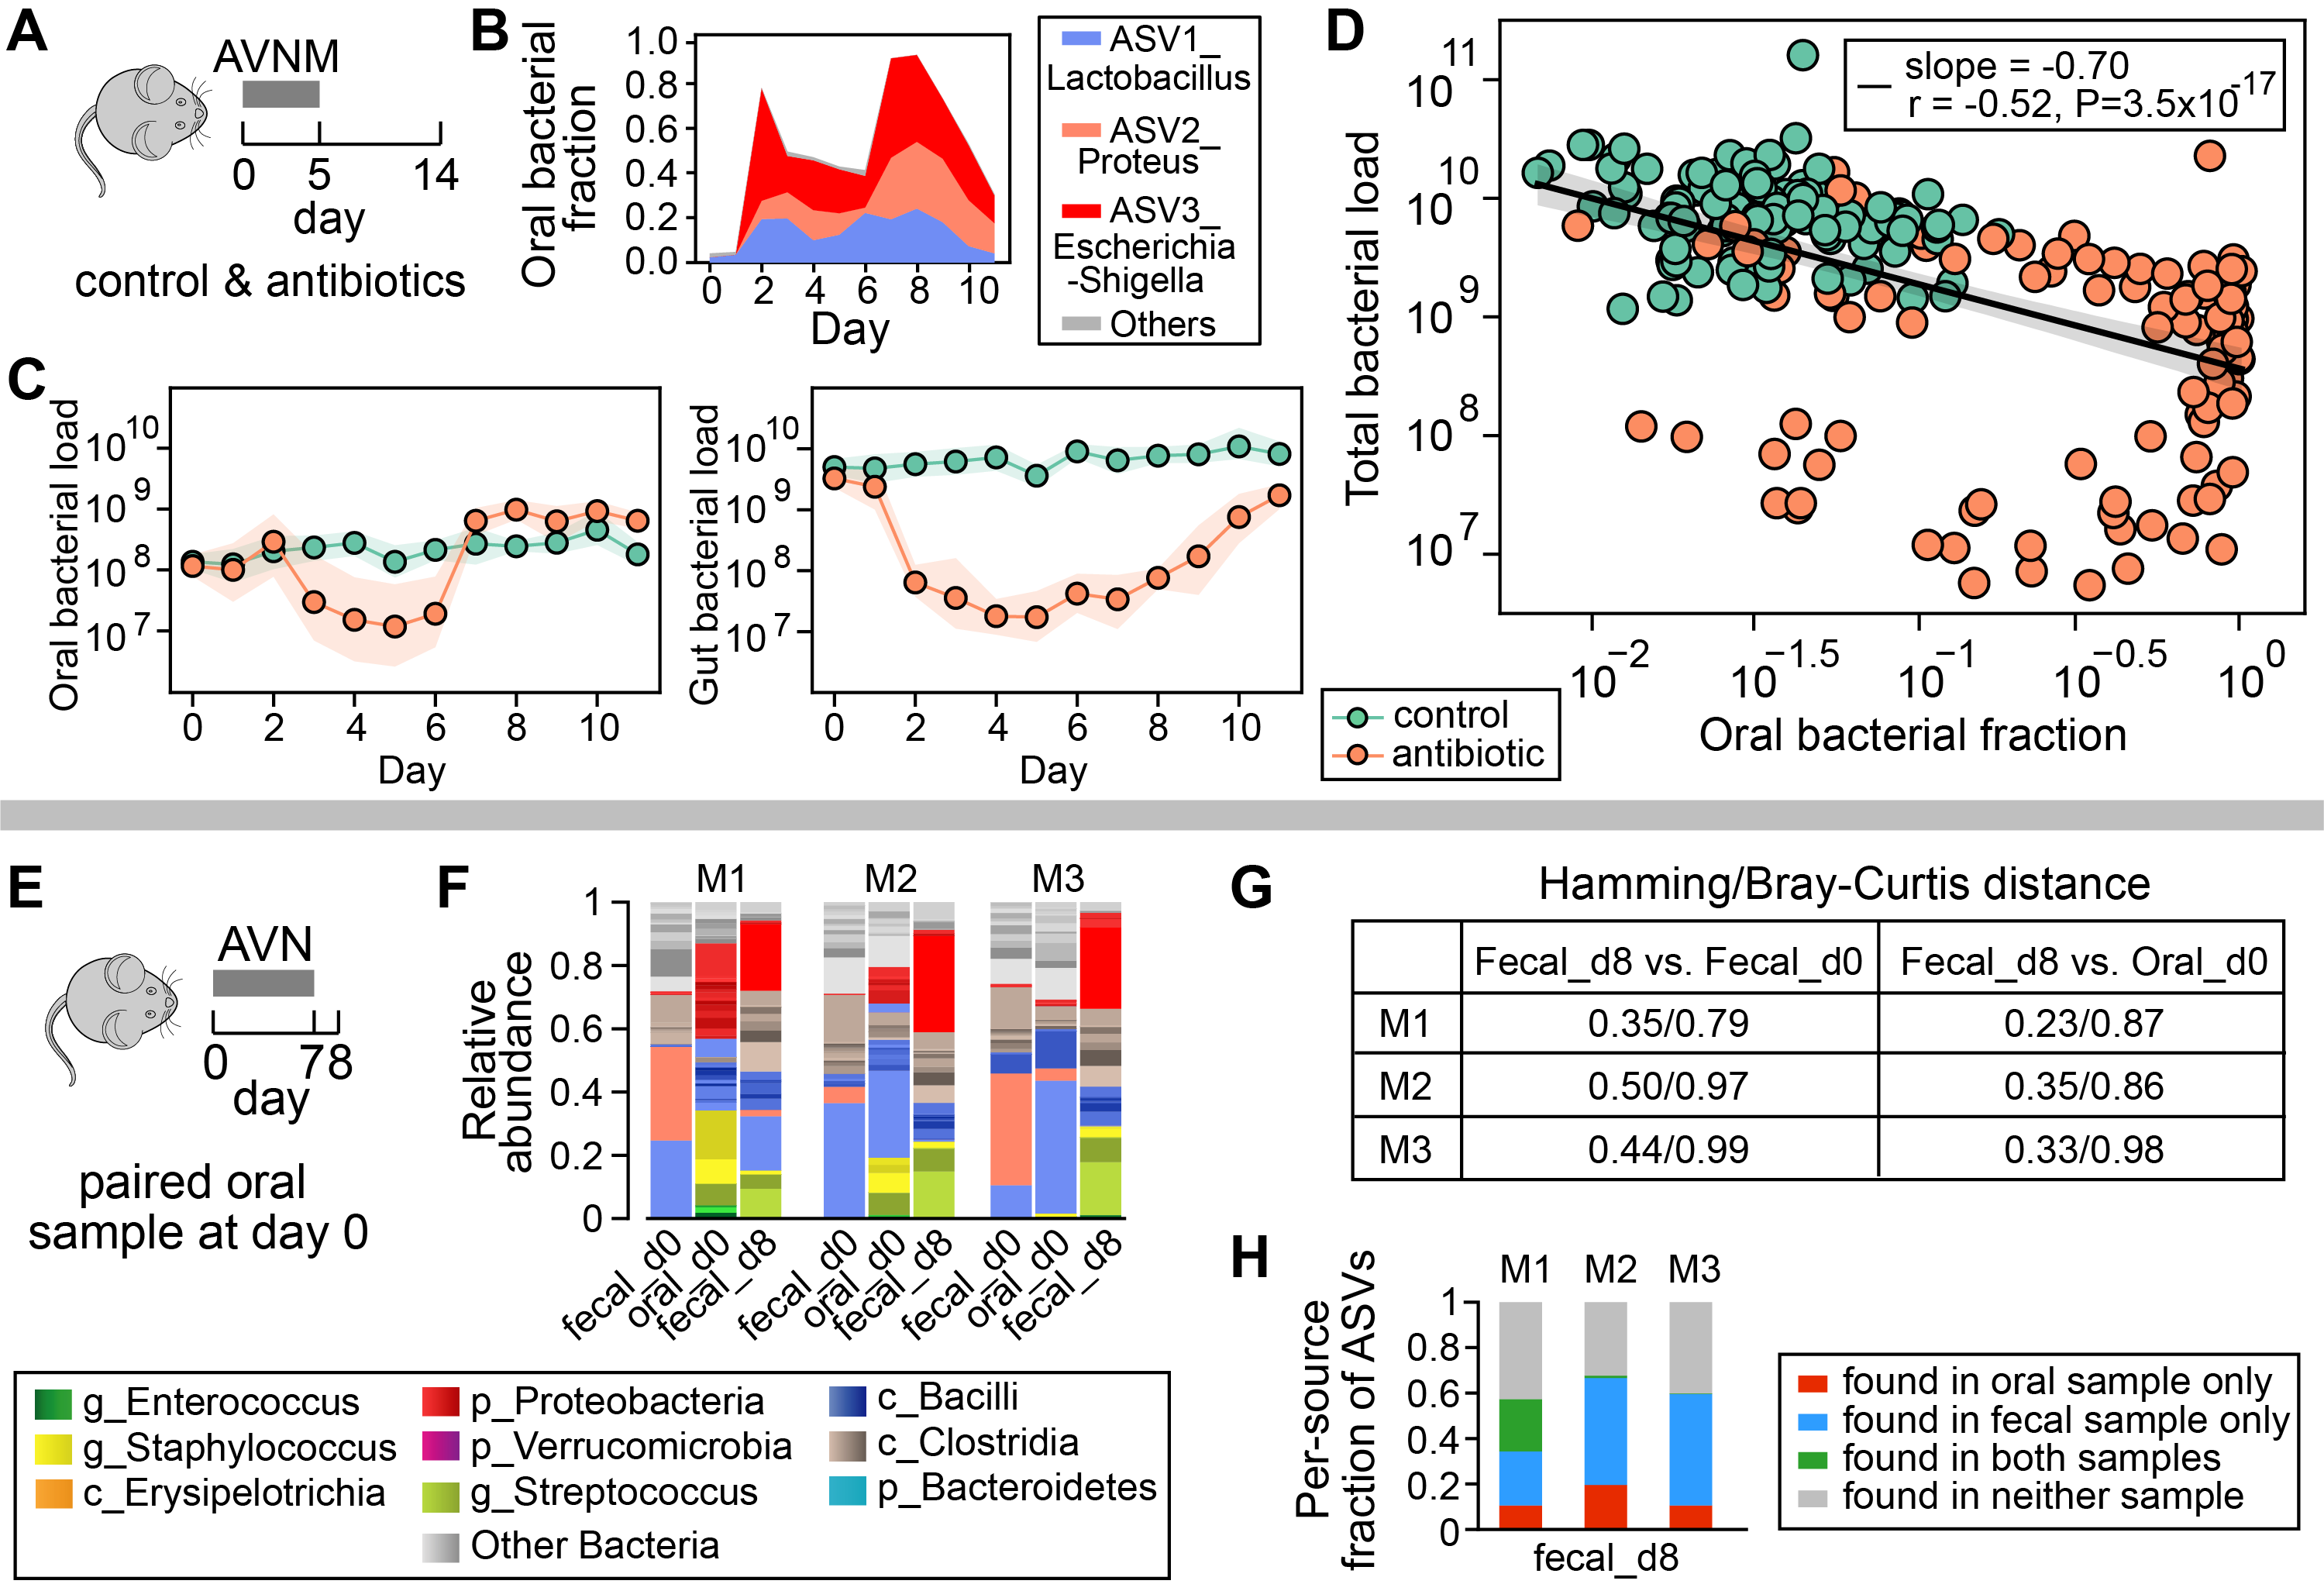 A
AVNM
0 5 14
day
control & antibiotics
B
Oral bacterial
fraction
1.0
0.8
0.6
0.4
0.2
0.0
0 2 4 6 8 10
Day
ASV1_
Lactobacillus
ASV2_
Proteus
ASV3_
Escherichia
-Shigella
Others
C
Oral bacterial load
10^10
10^9
10^8
10^7
0 2 4 6 8 10
Day
Gut bacterial load
10^10
10^9
10^8
10^7
0 2 4 6 8 10
Day
D
Total bacterial load
10^11
10^10
10^9
10^8
10^7
slope = -0.70
r = -0.52, P=3.5x10^-17
10^−2 10^−1.5 10^−1 10^−0.5 10^0
Oral bacterial fraction
control
antibiotic
E
AVN
0 7 8
day
paired oral
sample at day 0
F
M1 M2 M3
Relative
abundance
1
0.8
0.6
0.4
0.2
0
fecal_d0
oral_d0
fecal_d8
fecal_d0
oral_d0
fecal_d8
fecal_d0
oral_d0
fecal_d8
g_Enterococcus
g_Staphylococcus
c_Erysipelotrichia
p_Proteobacteria
p_Verrucomicrobia
g_Streptococcus
Other Bacteria
c_Bacilli
c_Clostridia
p_Bacteroidetes
G
Hamming/Bray-Curtis distance
Fecal_d8 vs. Fecal_d0 Fecal_d8 vs. Oral_d0
M1 0.35/0.79 0.23/0.87
M2 0.50/0.97 0.35/0.86
M3 0.44/0.99 0.33/0.98
H
M1 M2 M3
Per-source
fraction of ASVs
1
0.8
0.6
0.4
0.2
0
fecal_d8
found in oral sample only
found in fecal sample only
found in both samples
found in neither sample